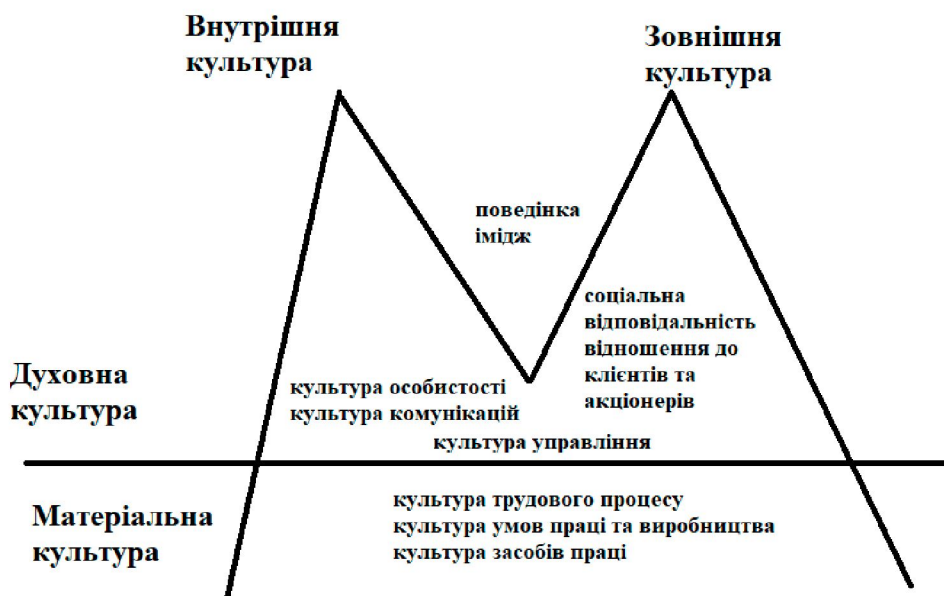 Внутрішня
культура
Зовнішня
культура
поведінка
імідж
соціальна
відповідальність
відношення до
клієнтів та
акціонерів
Духовна
культура
культура особистості
культура комунікацій
культура управління
Матеріальна
культура
культура трудового процесу
культура умов праці та виробництва
культура засобів праці